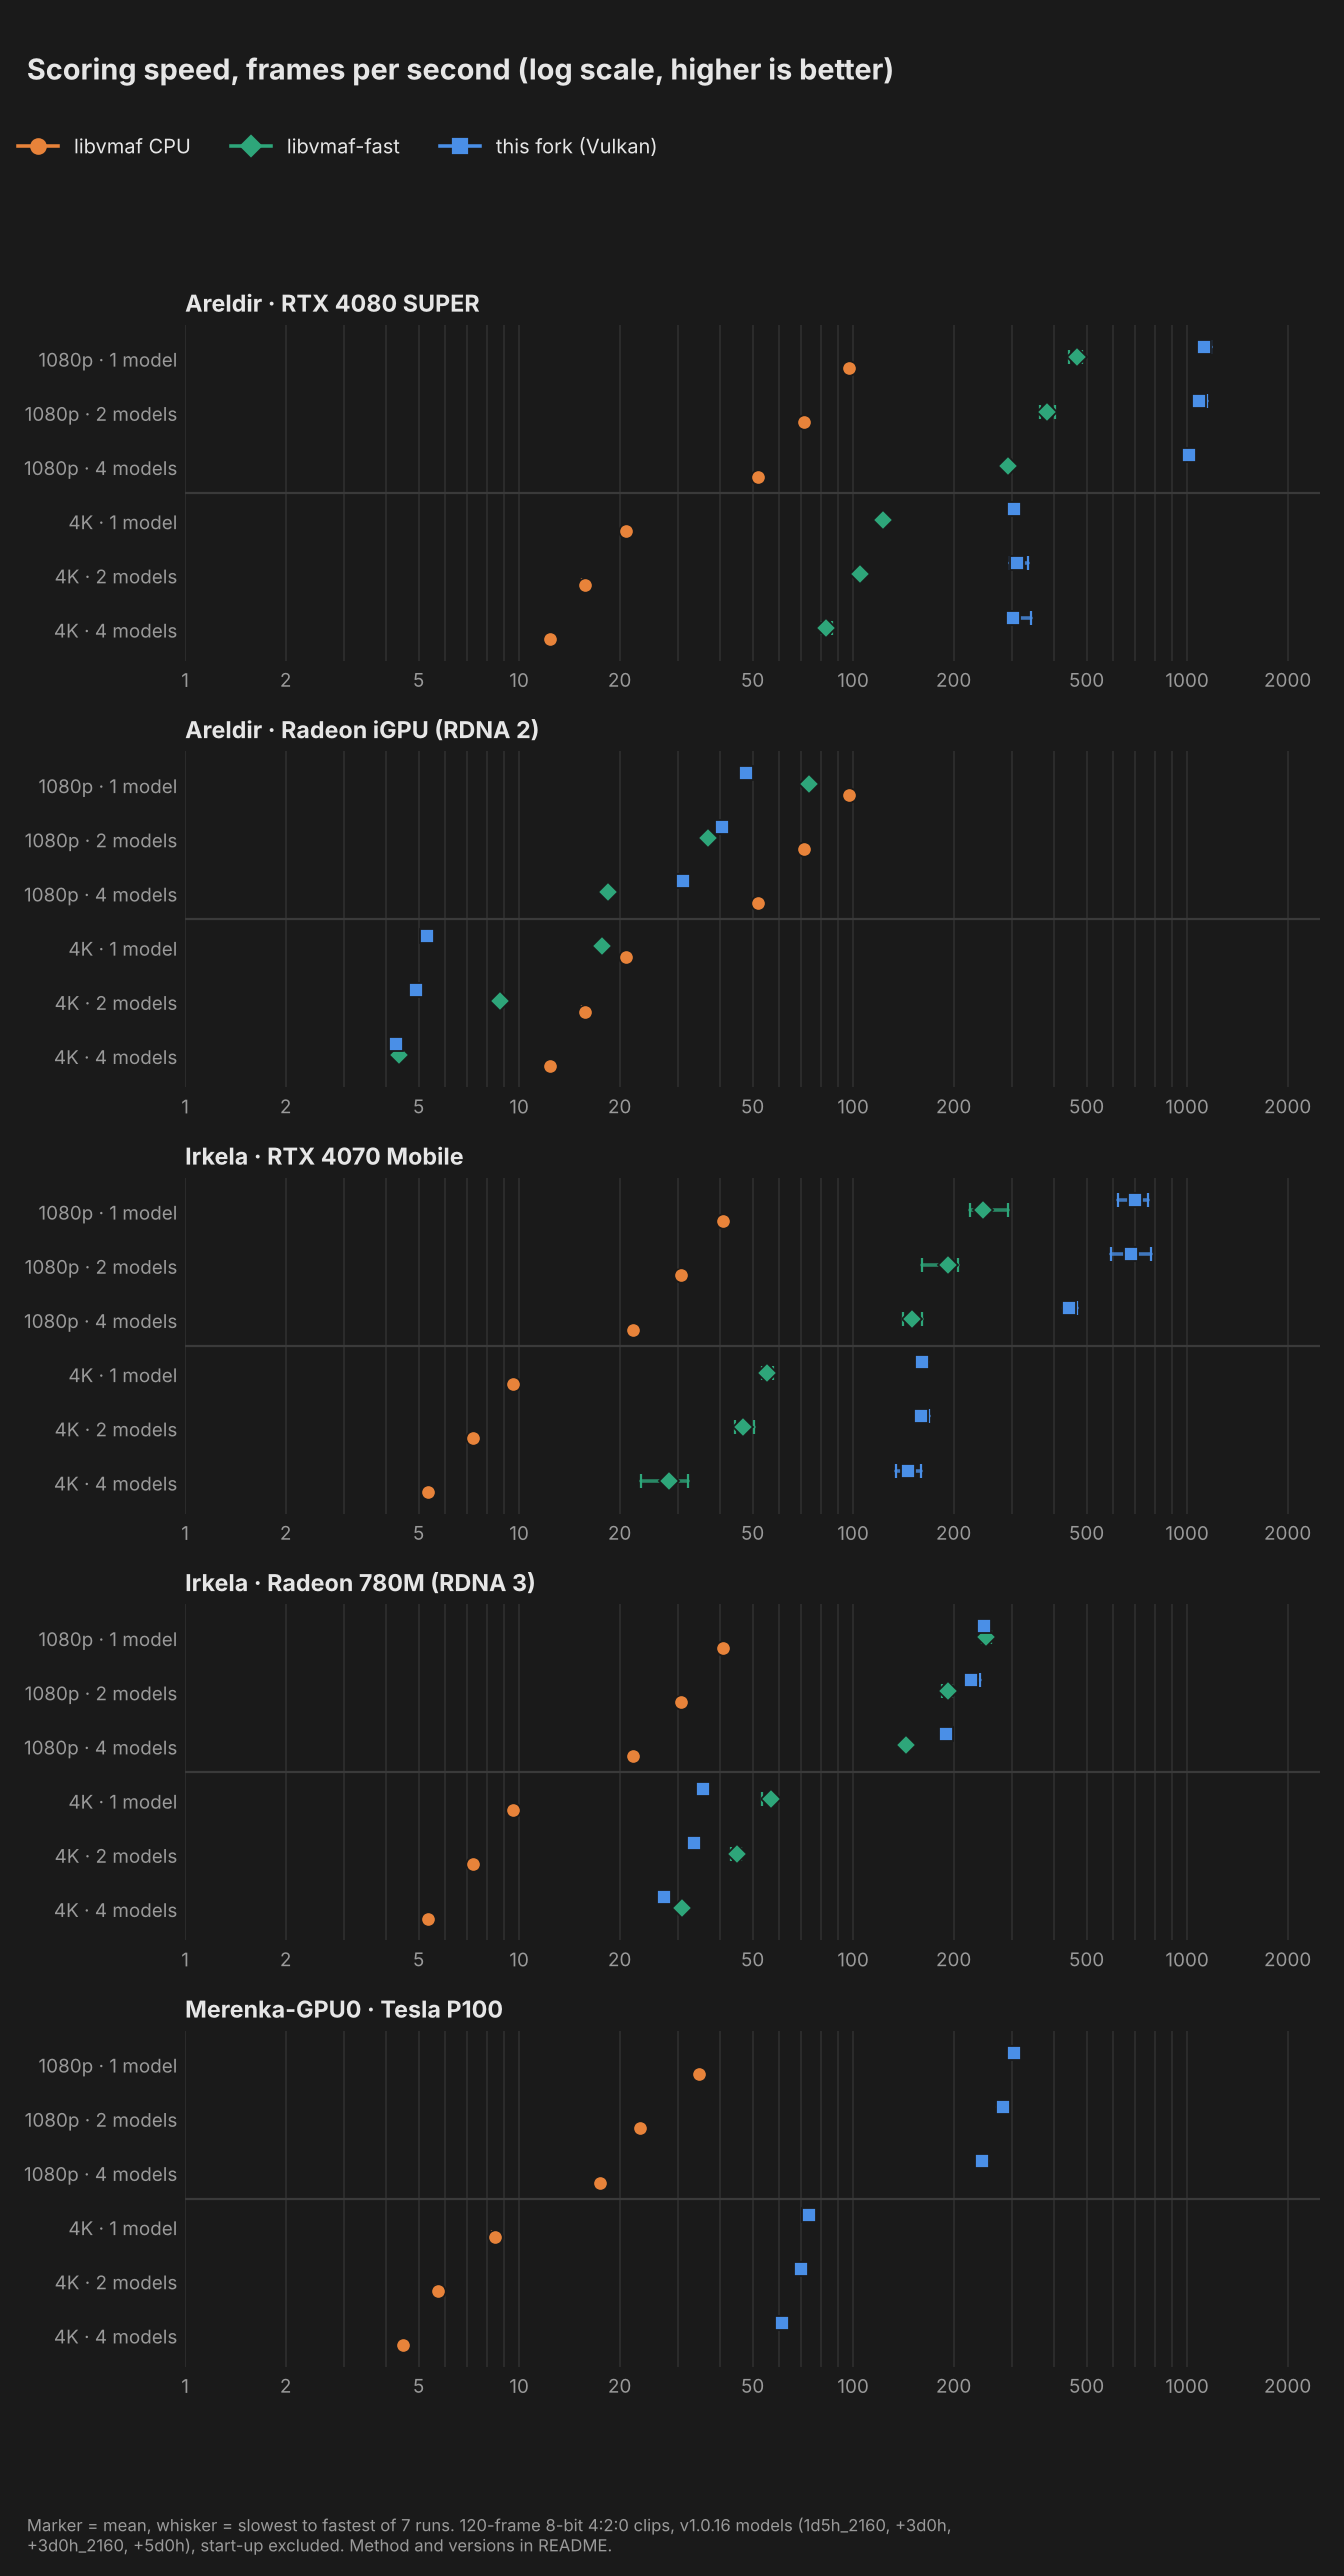 Scoring speed, frames per second (log scale, higher is better)
libvmaf CPU
libvmaf-fast
this fork (Vulkan)
Areldir · RTX 4080 SUPER
1080p · 1 model
1080p · 2 models
1080p · 4 models
4K · 1 model
4K · 2 models
4K · 4 models
1 2 5 10 20 50 100 200 500 1000 2000
Areldir · Radeon iGPU (RDNA 2)
1080p · 1 model
1080p · 2 models
1080p · 4 models
4K · 1 model
4K · 2 models
4K · 4 models
1 2 5 10 20 50 100 200 500 1000 2000
Irkela · RTX 4070 Mobile
1080p · 1 model
1080p · 2 models
1080p · 4 models
4K · 1 model
4K · 2 models
4K · 4 models
1 2 5 10 20 50 100 200 500 1000 2000
Irkela · Radeon 780M (RDNA 3)
1080p · 1 model
1080p · 2 models
1080p · 4 models
4K · 1 model
4K · 2 models
4K · 4 models
1 2 5 10 20 50 100 200 500 1000 2000
Merenka-GPU0 · Tesla P100
1080p · 1 model
1080p · 2 models
1080p · 4 models
4K · 1 model
4K · 2 models
4K · 4 models
1 2 5 10 20 50 100 200 500 1000 2000
Marker = mean, whisker = slowest to fastest of 7 runs. 120-frame 8-bit 4:2:0 clips, v1.0.16 models (1d5h_2160, +3d0h,
+3d0h_2160, +5d0h), start-up excluded. Method and versions in README.